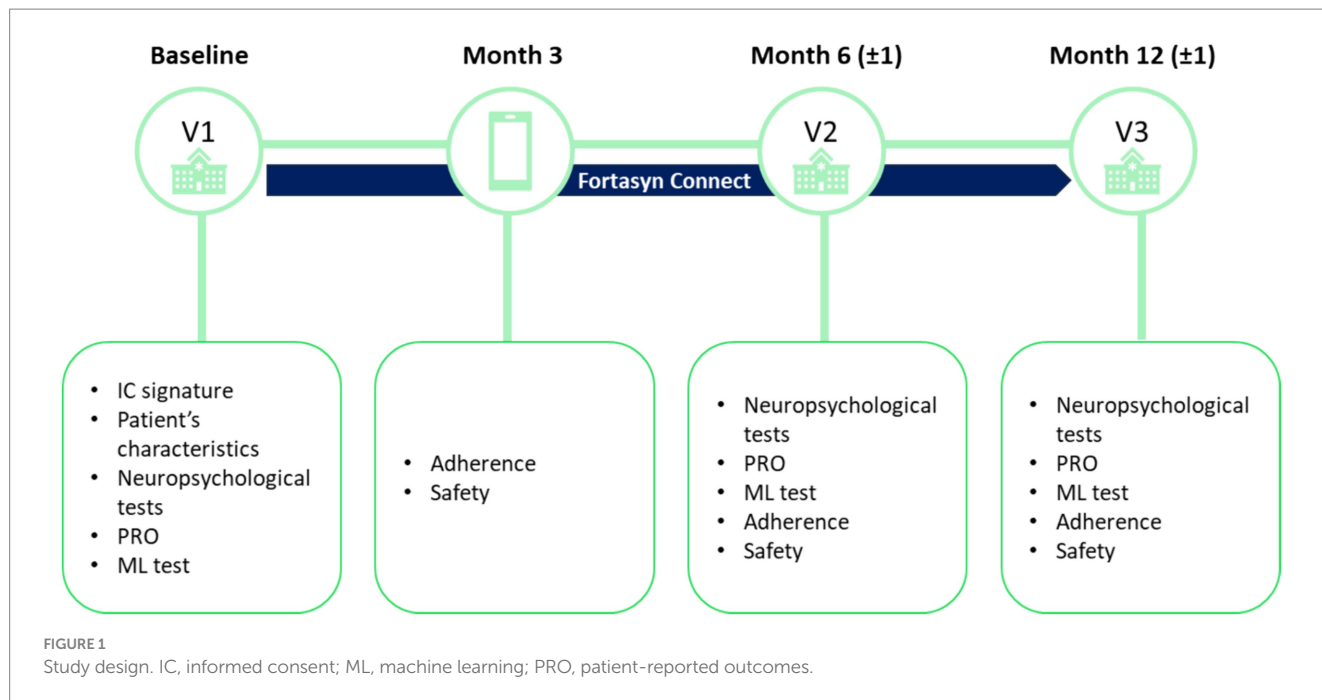 Baseline
Month 3
Month 6 (±1)
Month 12 (±1)
V1
V2
V3
Fortasyn Connect
• IC signature
• Patient's
characteristics
• Neuropsychological
tests
• PRO
• ML test
• Adherence
• Safety
• Neuropsychological
tests
• PRO
• ML test
• Adherence
• Safety
• Neuropsychological
tests
• PRO
• ML test
• Adherence
• Safety
FIGURE 1
Study design. IC, informed consent; ML, machine learning; PRO, patient-reported outcomes.